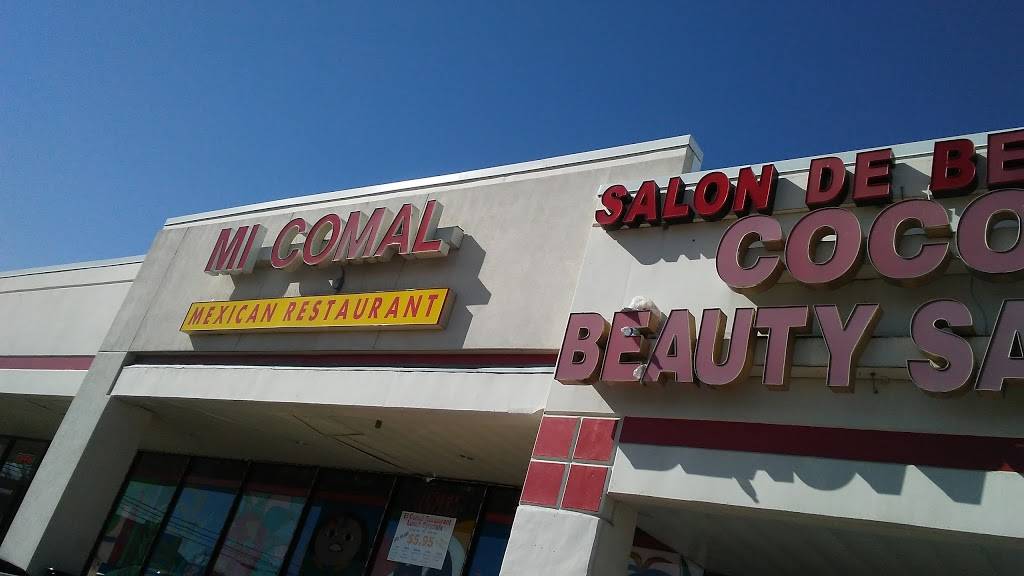 MI COMAL
MEXICAN RESTAURANT
SALON DE BE
COCO
BEAUTY SA
$5.95